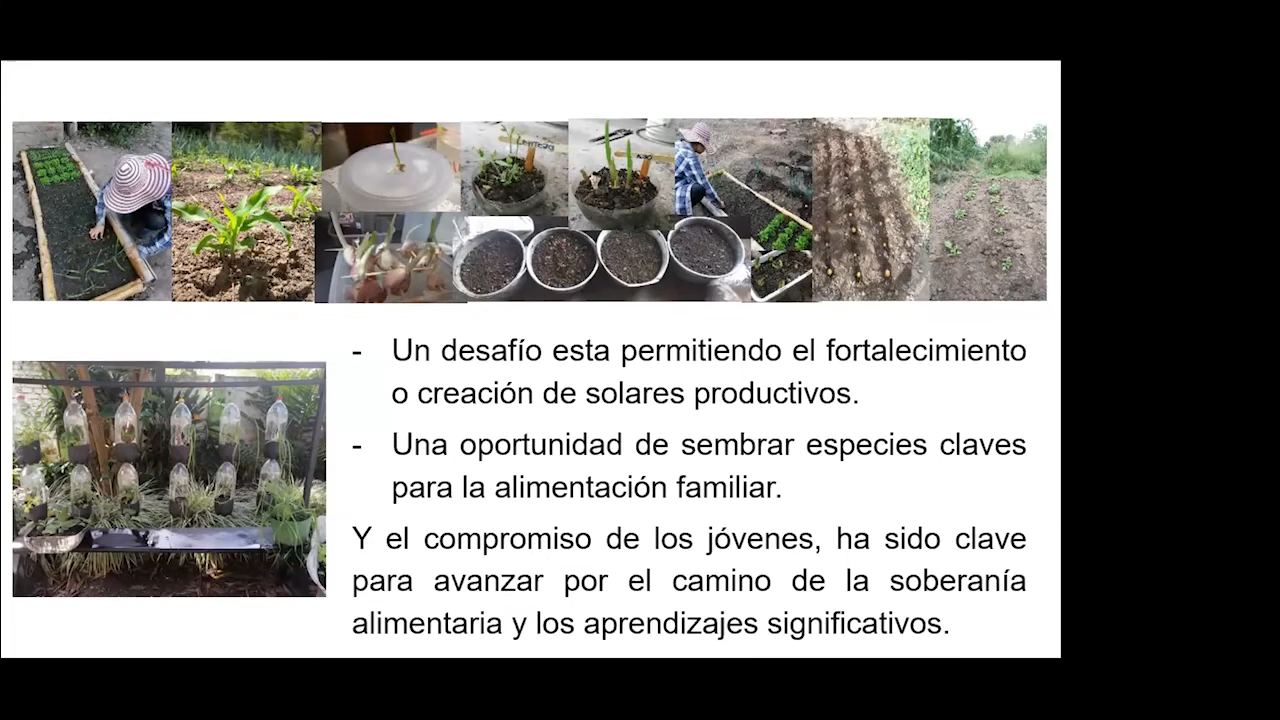 - Un desafío esta permitiendo el fortalecimiento
o creación de solares productivos.
- Una oportunidad de sembrar especies claves
para la alimentación familiar.
Y el compromiso de los jóvenes, ha sido clave
para avanzar por el camino de la soberanía
alimentaria y los aprendizajes significativos.